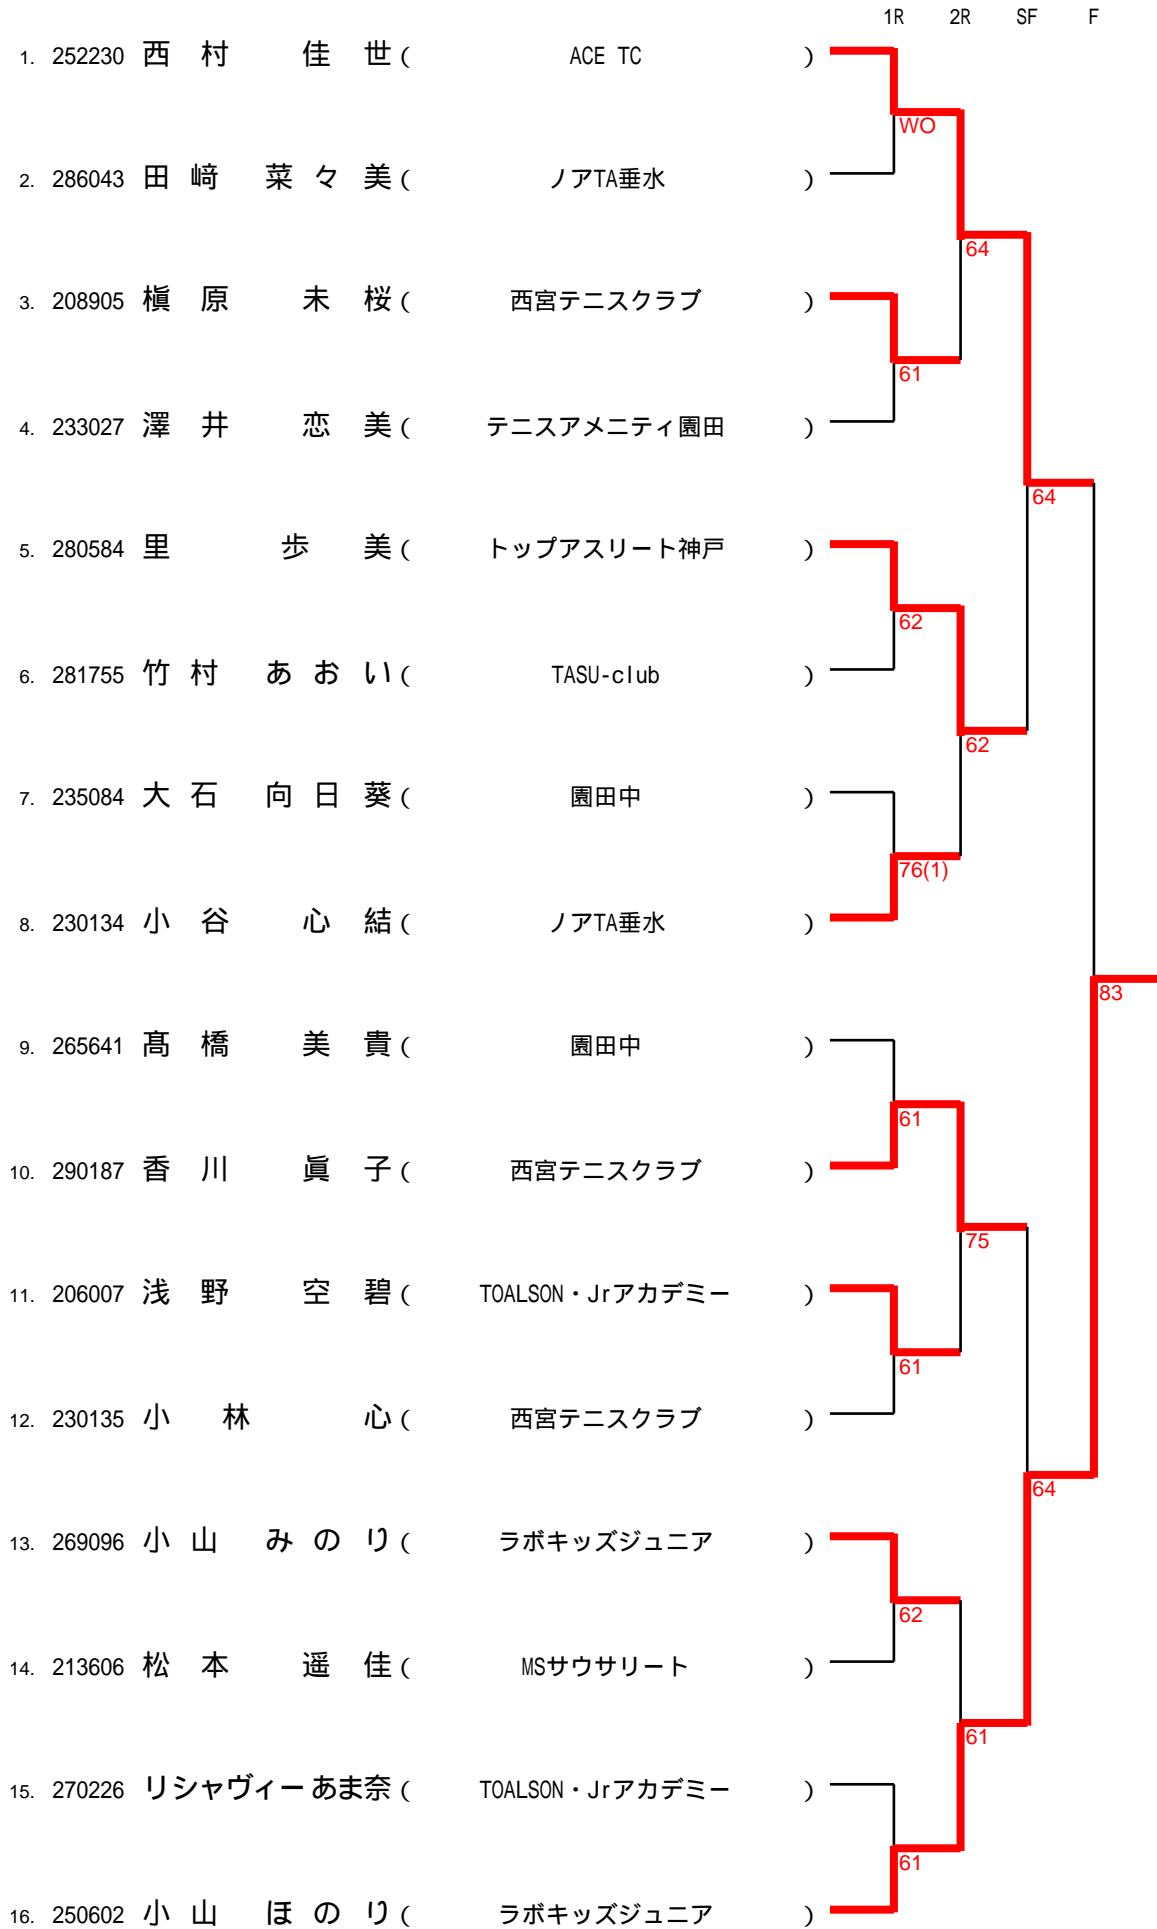 1R 2R SF F
1. 252230 西村 佳世 ( ACE TC )
WO
2. 286043 田﨑 菜々美 ( ノアTA垂水 )
64
3. 208905 槇原 未桜 ( 西宮テニスクラブ )
61
4. 233027 澤井 恋美 ( テニスアメニティ園田 )
64
5. 280584 里 歩美 ( トップアスリート神戸 )
62
6. 281755 竹村 あおい ( TASU-club )
62
7. 235084 大石 向日葵 ( 園田中 )
76(1)
8. 230134 小谷 心結 ( ノアTA垂水 )
83
9. 265641 髙橋 美貴 ( 園田中 )
61
10. 290187 香川 眞子 ( 西宮テニスクラブ )
75
11. 206007 浅野 空碧 ( TOALSON・Jrアカデミー )
61
12. 230135 小林 心 ( 西宮テニスクラブ )
64
13. 269096 小山 みのり ( ラボキッズジュニア )
62
14. 213606 松本 遥佳 ( MSサウサリート )
61
15. 270226 リシャヴィー あま奈 ( TOALSON・Jrアカデミー )
61
16. 250602 小山 ほのり ( ラボキッズジュニア )